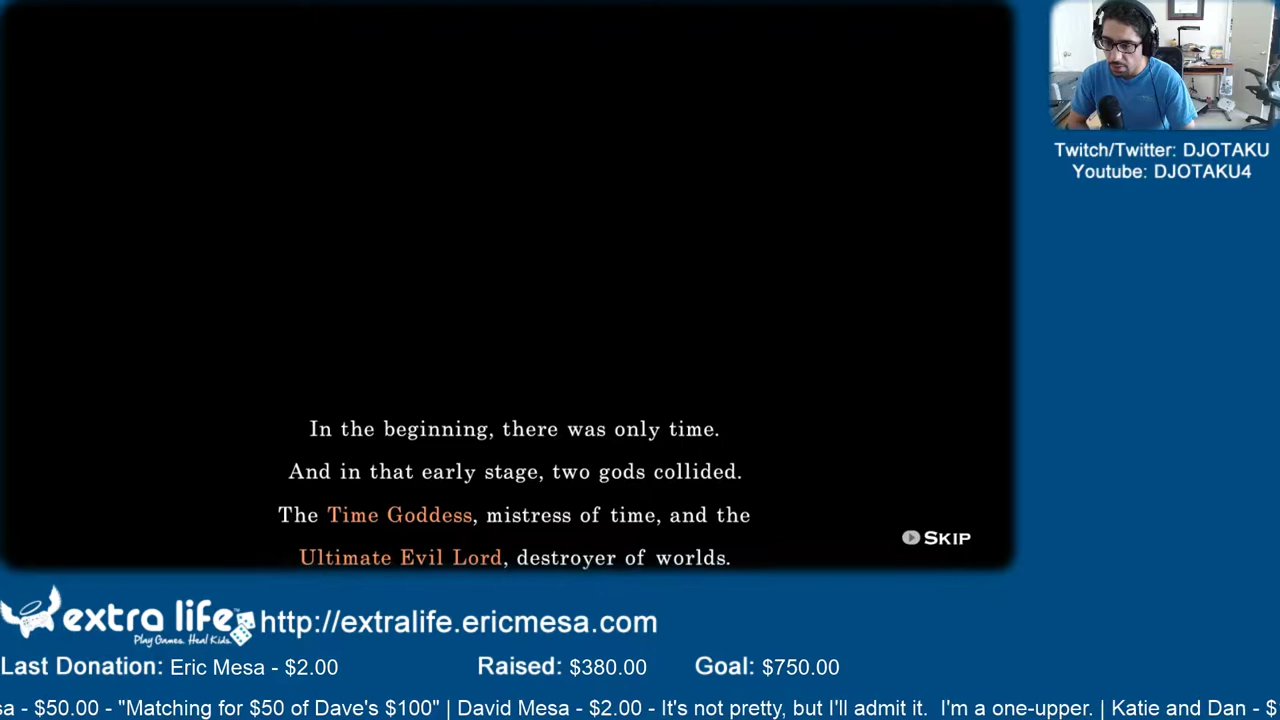 Twitch/Twitter: DJOTAKU
Youtube: DJOTAKU4
In the beginning, there was only time.
And in that early stage, two gods collided.
The Time Goddess, mistress of time, and the
Ultimate Evil Lord, destroyer of worlds.
SKIP
extra life
Play Games. Heal Kids.
http://extralife.ericmesa.com
Last Donation: Eric Mesa - $2.00
Raised: $380.00
Goal: $750.00
sa - $50.00 - "Matching for $50 of Dave's $100" | David Mesa - $2.00 - It's not pretty, but I'll admit it. I'm a one-upper. | Katie and Dan - $